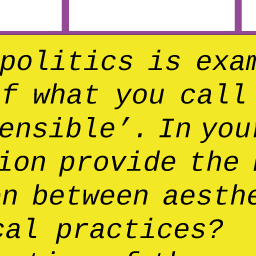 politics is exam
f what you call
ensible’. In your
ion provide the
n between aesthe
cal practices?